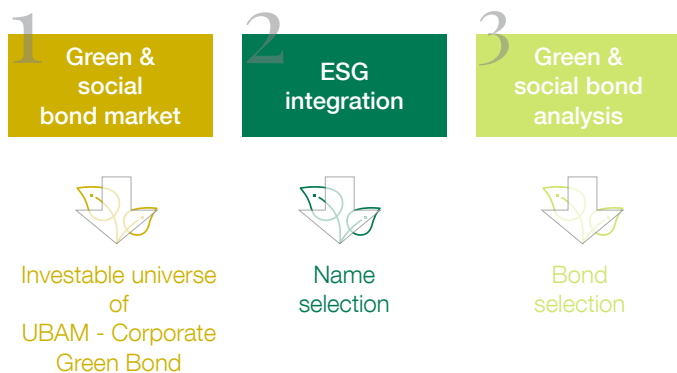 1
Green &
social
bond market
2
ESG
integration
3
Green &
social bond
analysis
Investable universe
of
UBAM - Corporate
Green Bond
Name
selection
Bond
selection